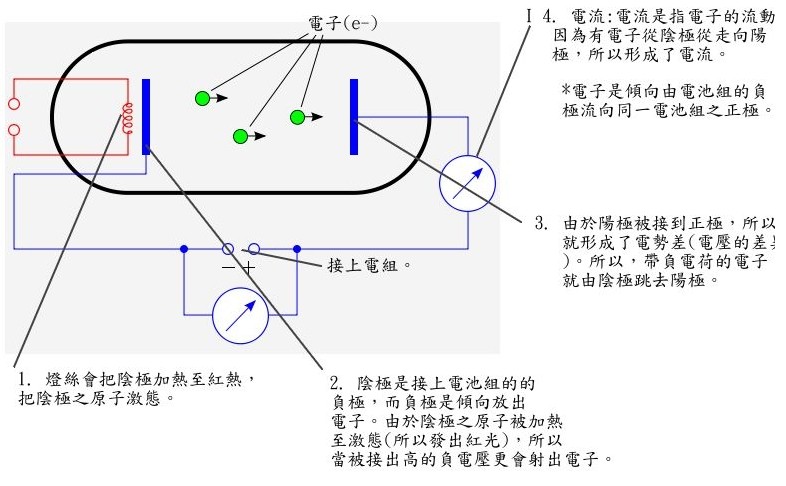 電子(e-)
I 4. 電流:電流是指電子的流動
因為有電子從陰極從走向陽
極，所以形成了電流。
*電子是傾向由電池組的負
極流向同一電池組之正極。
3. 由於陽極被接到正極，所以
就形成了電勢差(電壓的差
)。所以，帶負電荷的電子
就由陰極跳去陽極。
− +
接上電組。
1. 燈絲會把陰極加熱至紅熱，
把陰極之原子激態。
2. 陰極是接上電池組的的
負極，而負極是傾向放出
電子。由於陰極之原子被加熱
至激態(所以發出紅光)，所以
當被接出高的負電壓更會射出電子。